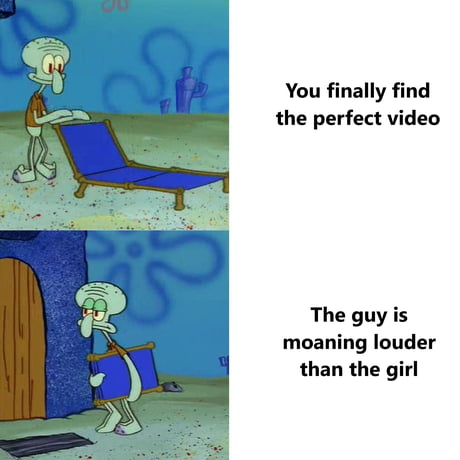 You finally find
the perfect video
The guy is
moaning louder
than the girl